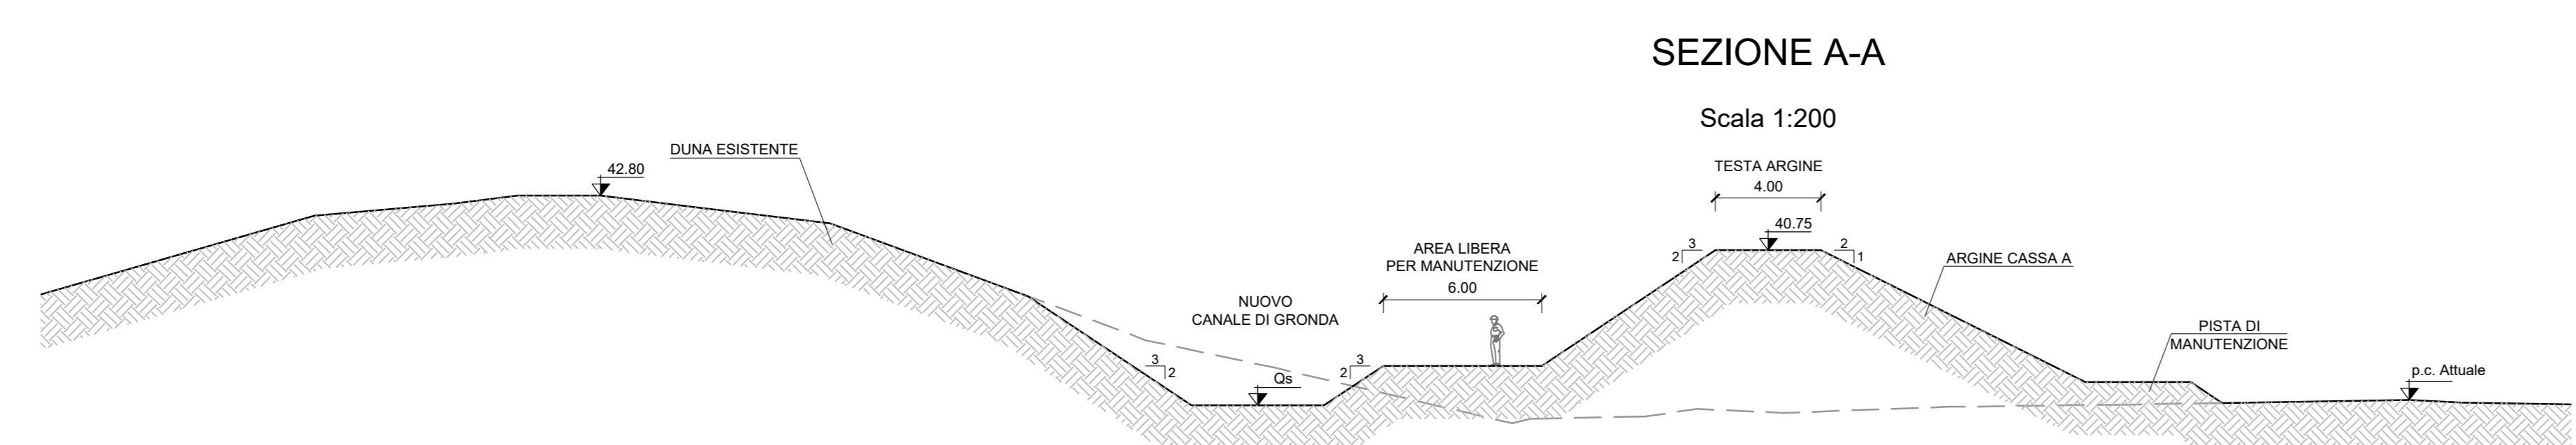 SEZIONE A-A
Scala 1:200
DUNA ESISTENTE
42.80
TESTA ARGINE
4.00
40.75
3
2
2
1
ARGINE CASSA A
AREA LIBERA
PER MANUTENZIONE
6.00
NUOVO
CANALE DI GRONDA
3
2
Qs
3
2
PISTA DI
MANUTENZIONE
p.c. Attuale